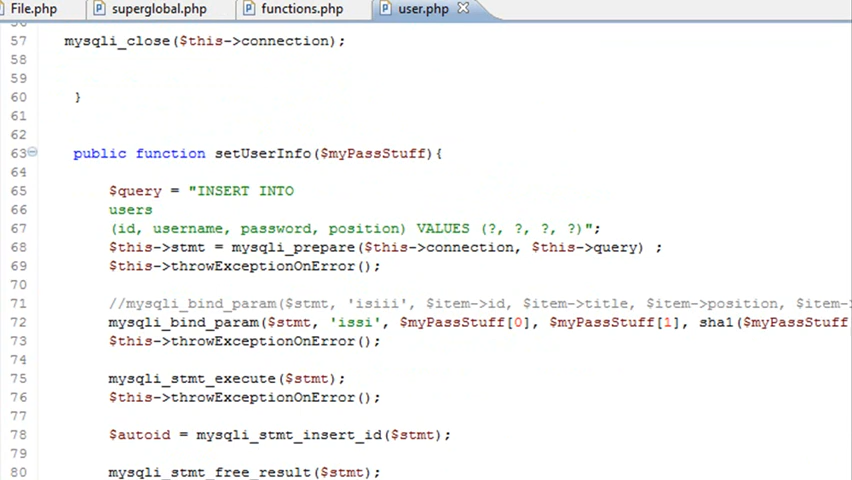 File.php superglobal.php functions.php user.php
57 mysqli_close($this->connection);
58
59
60 }
61
62
63 public function setUserInfo($myPassStuff){
64
65 $query = "INSERT INTO
66 users
67 (id, username, password, position) VALUES (?, ?, ?, ?)";
68 $this->stmt = mysqli_prepare($this->connection, $this->query) ;
69 $this->throwExceptionOnError();
70
71 //mysqli_bind_param($stmt, 'isiii', $item->id, $item->title, $item->position, $item-
72 mysqli_bind_param($stmt, 'issi', $myPassStuff[0], $myPassStuff[1], sha1($myPassStuff
73 $this->throwExceptionOnError();
74
75 mysqli_stmt_execute($stmt);
76 $this->throwExceptionOnError();
77
78 $autoid = mysqli_stmt_insert_id($stmt);
79
80 mysqli_stmt_free_result($stmt);